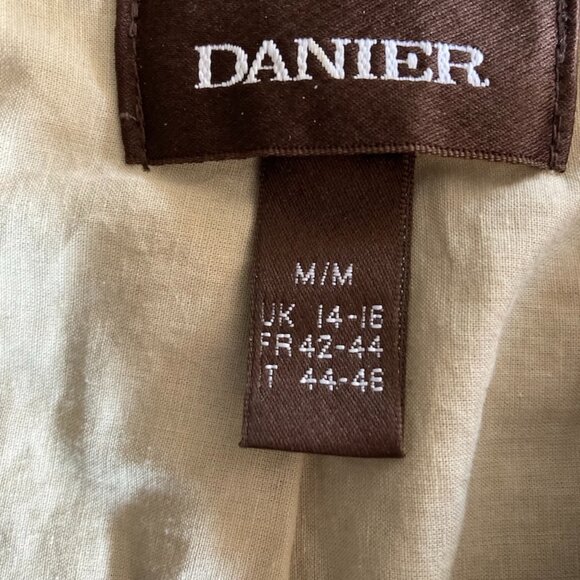 DANIER
M/M
UK 14-16
FR 42-44
IT 44-46